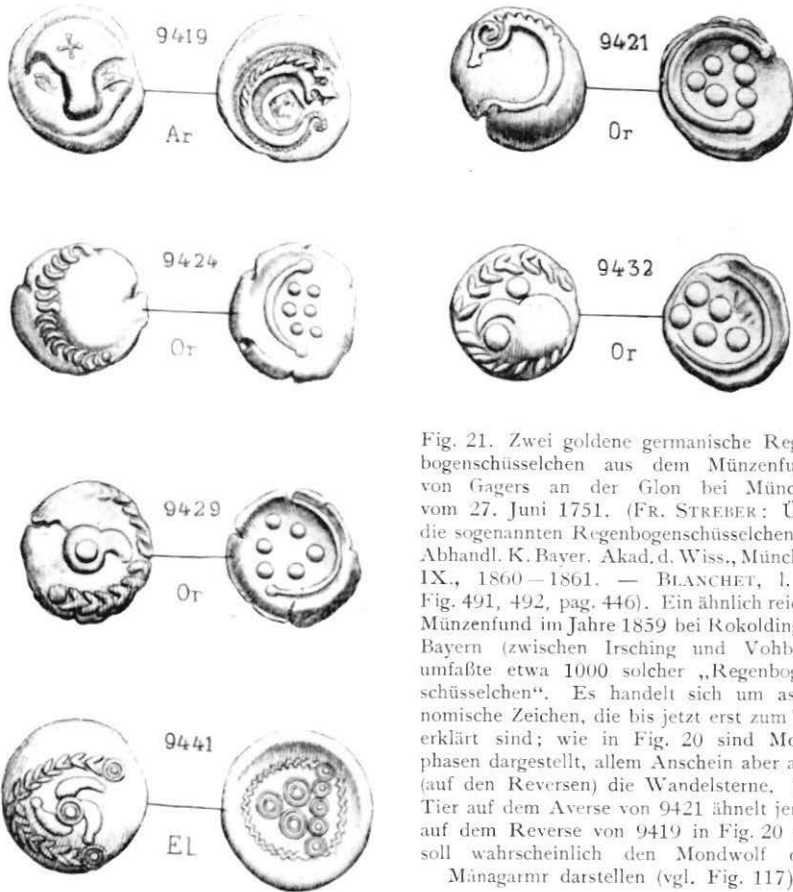 9419
Ar
9421
Or
9424
Or
9432
Or
9429
Or
9441
EL
Fig. 21. Zwei goldene germanische Reg
bogenschüsselchen aus dem Münzenfu
von Gagers an der Glon bei Münc
vom 27. Juni 1751. (FR. STREBER: Ü
die sogenannten Regenbogenschüsselchen
Abhandl. K. Bayer. Akad. d. Wiss., Münch
IX., 1860—1861. — BLANCHET, l.
Fig. 491, 492, pag. 446). Ein ähnlich reic
Münzenfund im Jahre 1859 bei Rokolding
Bayern (zwischen Irsching und Vohb
umfaßte etwa 1000 solcher „Regenbog
schüsselchen“. Es handelt sich um as
nomische Zeichen, die bis jetzt erst zum
erklärt sind; wie in Fig. 20 sind Mo
phasen dargestellt, allem Anschein aber a
(auf den Reversen) die Wandelsterne.
Tier auf dem Averse von 9421 ähnelt jer
auf dem Reverse von 9419 in Fig. 20
soll wahrscheinlich den Mondwolf o
Mánagarmr darstellen (vgl. Fig. 117)